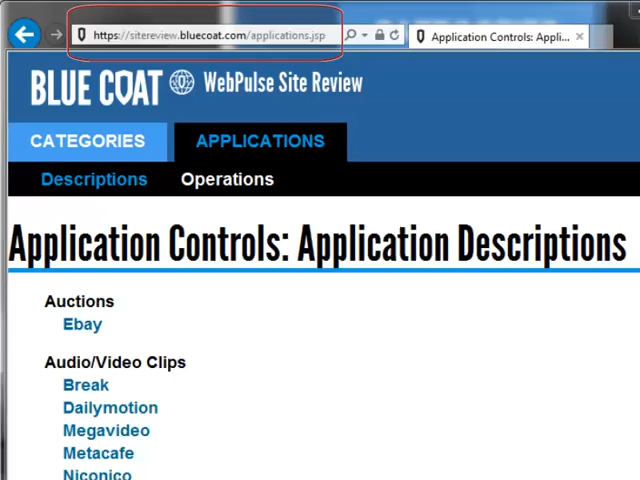 https://sitereview.bluecoat.com/applications.jsp
Application Controls: Appli...
BLUE COAT WebPulse Site Review
CATEGORIES APPLICATIONS
Descriptions Operations
Application Controls: Application Descriptions
Auctions
Ebay
Audio/Video Clips
Break
Dailymotion
Megavideo
Metacafe
Niconico